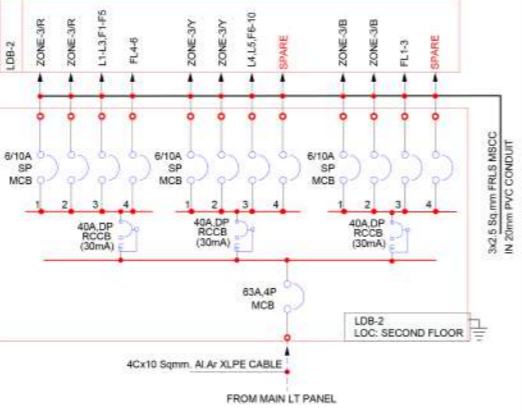 LDB-2
ZONE-3/R
ZONE-3/R
L1-L3,F1-F5
FL4-6
ZONE-3/Y
ZONE-3/Y
L4,L5,F6-10
SPARE
ZONE-3/B
ZONE-3/B
FL1-3
SPARE
6/10A
SP
MCB
6/10A
SP
MCB
6/10A
SP
MCB
1 2 3 4
1 2 3 4
1 2 3 4
40A,DP
RCCB
(30mA)
40A,DP
RCCB
(30mA)
40A,DP
RCCB
(30mA)
3x2.5 Sq.mm FRLS MSCC
IN 20mm PVC CONDUIT
63A,4P
MCB
LDB-2
LOC: SECOND FLOOR
4Cx10 Sqmm. Al.Ar XLPE CABLE
FROM MAIN LT PANEL